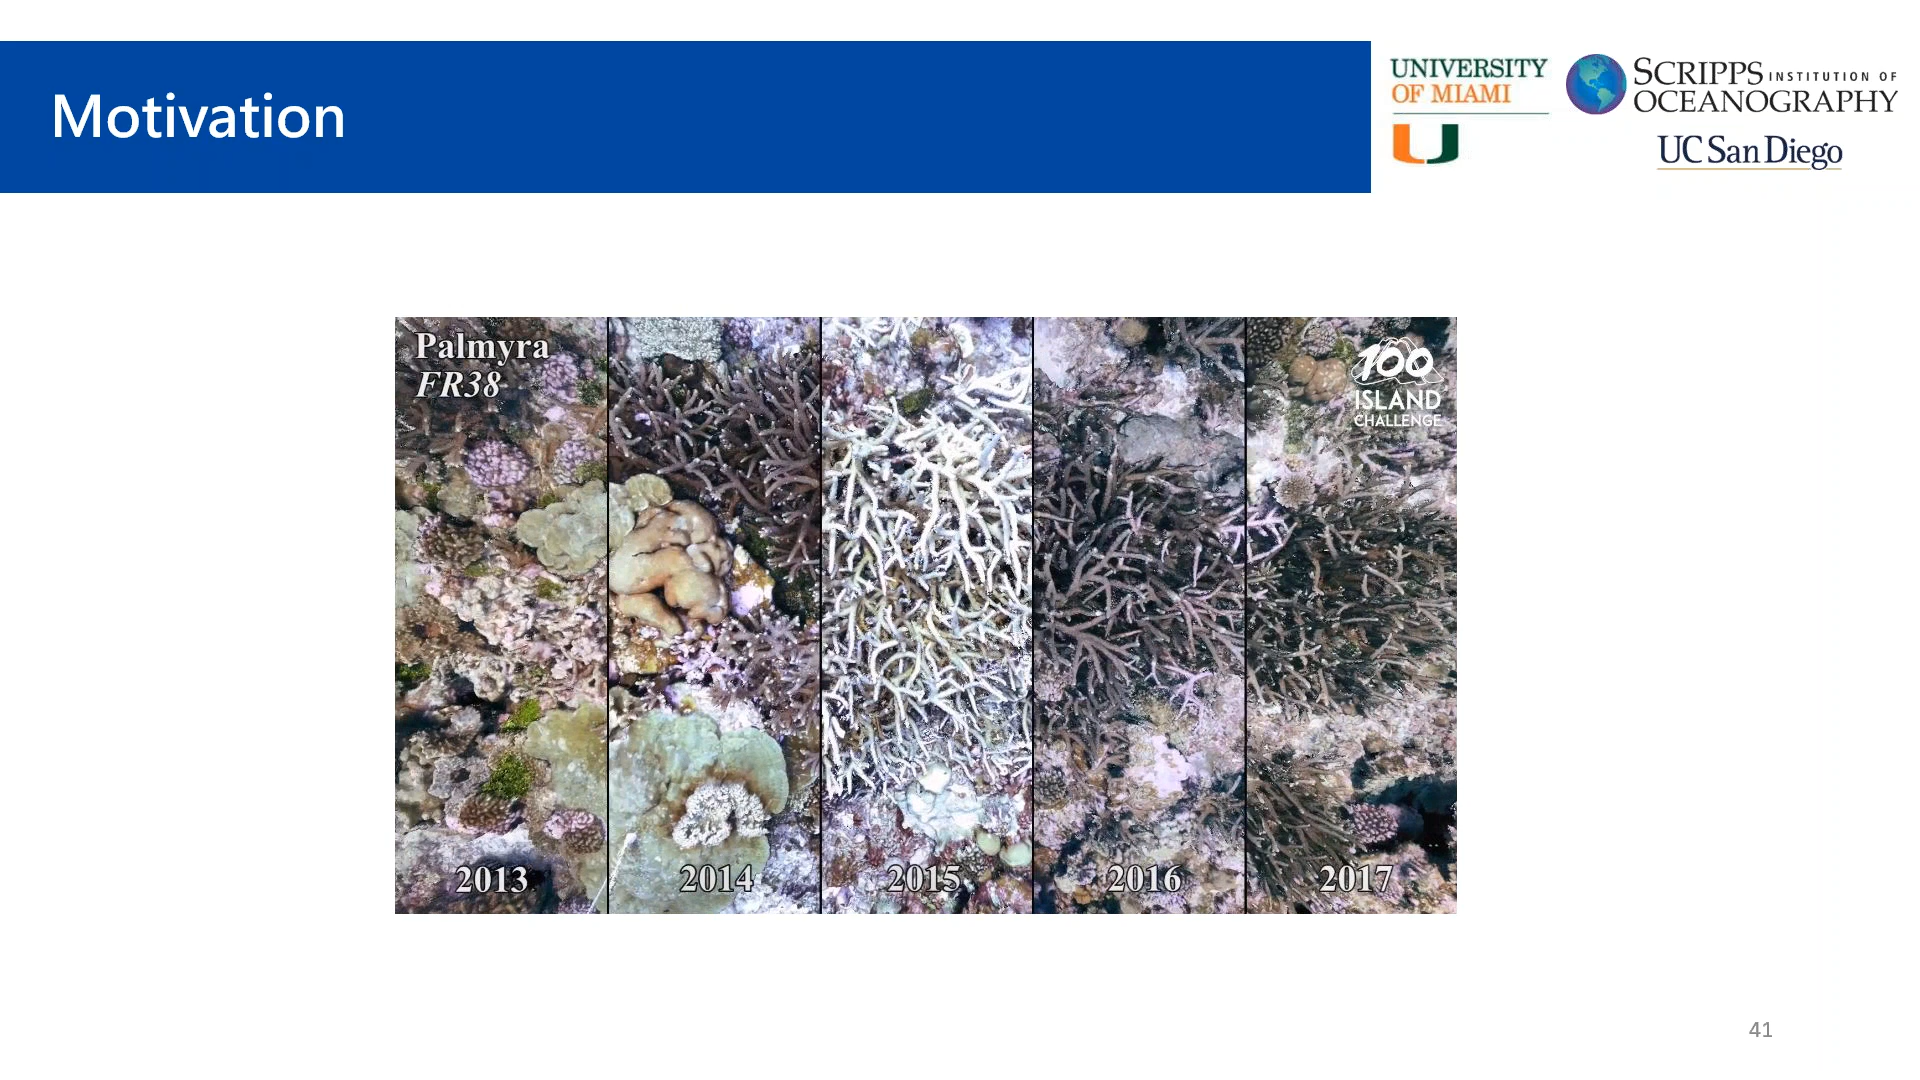 Motivation
UNIVERSITY
OF MIAMI
SCRIPPS INSTITUTION OF
OCEANOGRAPHY
UC San Diego
Palmyra
FR38
100
ISLAND
CHALLENGE
2013
2014
2015
2016
2017
41